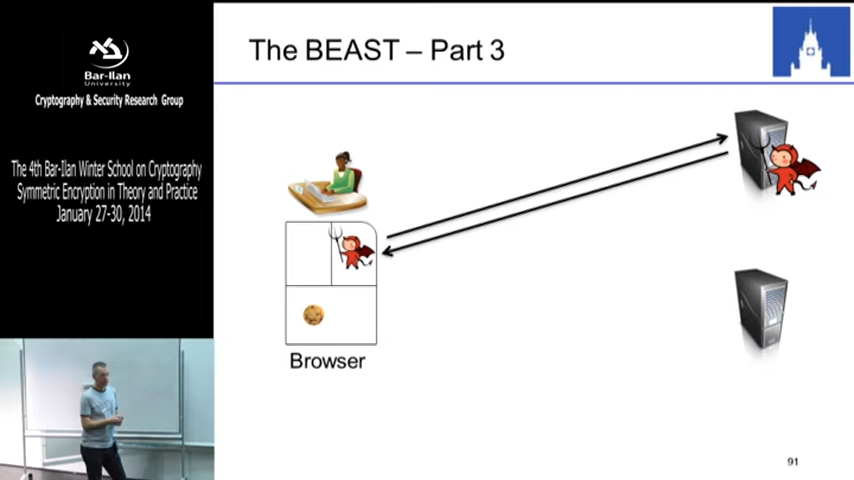 Bar-Ilan
University
Cryptography & Security Research Group
The 4th Bar-Ilan Winter School on Cryptography
Symmetric Encryption in Theory and Practice
January 27-30, 2014
The BEAST – Part 3
Browser
91